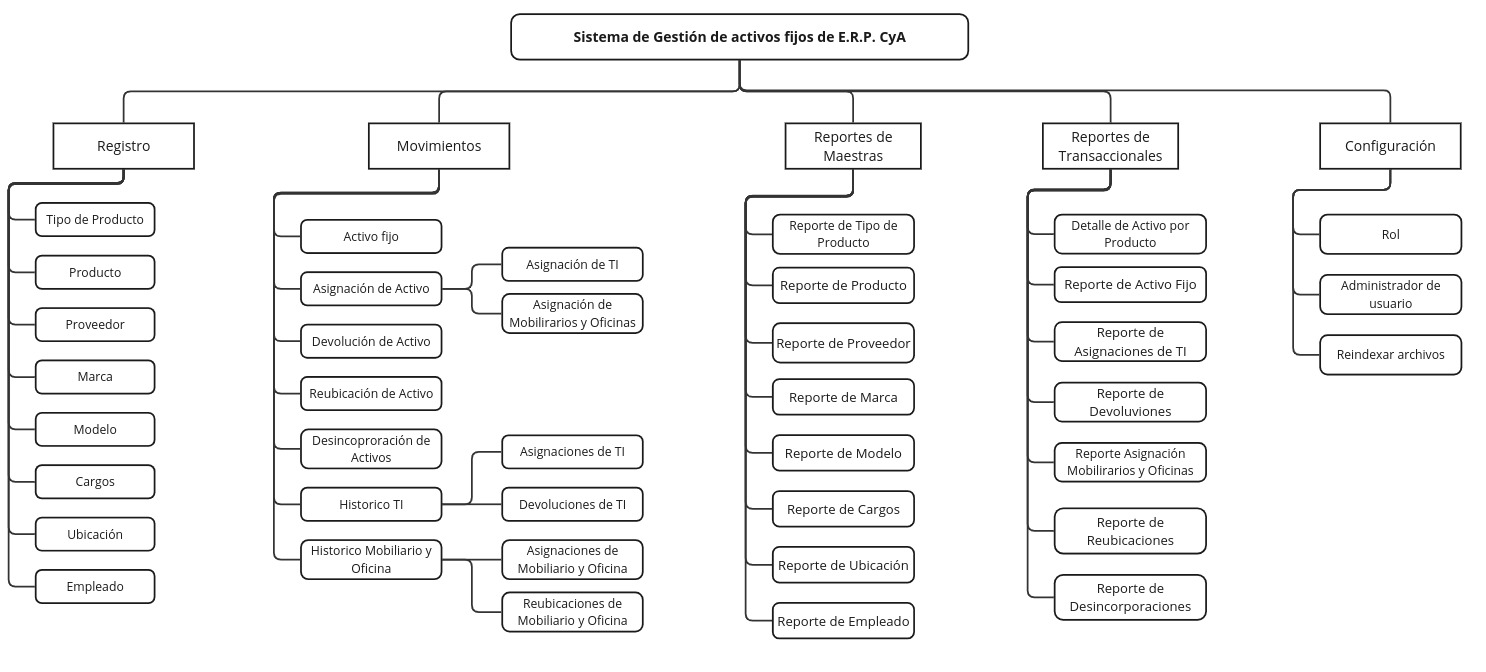 Sistema de Gestión de activos fijos de E.R.P. CyA
Registro
Tipo de Producto
Producto
Proveedor
Marca
Modelo
Cargos
Ubicación
Empleado
Movimientos
Activo fijo
Asignación de Activo
Asignación de TI
Asignación de
Mobilirarios y Oficinas
Devolución de Activo
Reubicación de Activo
Desincoproración de
Activos
Historico TI
Asignaciones de TI
Devoluciones de TI
Historico Mobiliario y
Oficina
Asignaciones de
Mobiliario y Oficina
Reubicaciones de
Mobiliario y Oficina
Reportes de
Maestras
Reporte de Tipo de
Producto
Reporte de Producto
Reporte de Proveedor
Reporte de Marca
Reporte de Modelo
Reporte de Cargos
Reporte de Ubicación
Reporte de Empleado
Reportes de
Transaccionales
Detalle de Activo por
Producto
Reporte de Activo Fijo
Reporte de
Asignaciones de TI
Reporte de
Devoluviones
Reporte Asignación
Mobilirarios y Oficinas
Reporte de
Reubicaciones
Reporte de
Desincorporaciones
Configuración
Rol
Administrador de
usuario
Reindexar archivos